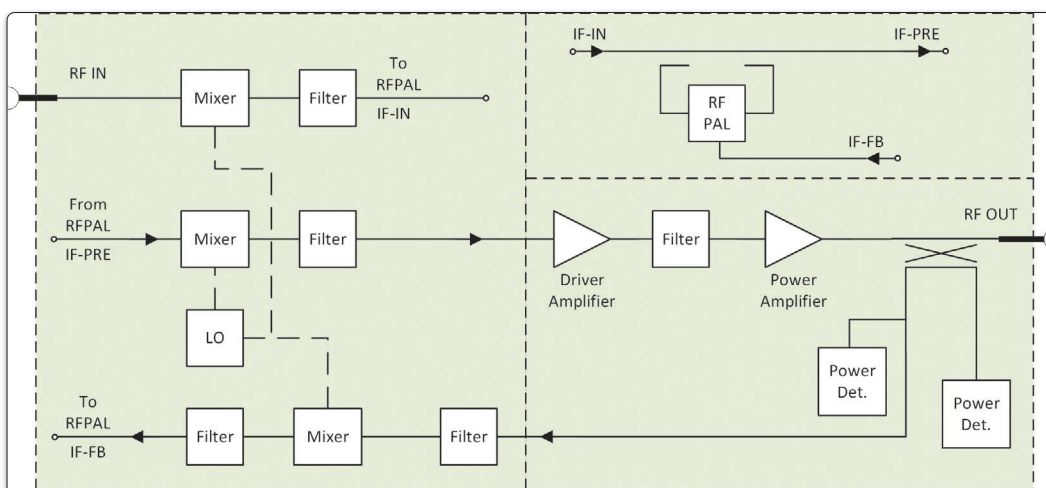 RF IN
Mixer
Filter
To
RFPAL
IF-IN
IF-IN
IF-PRE
RF
PAL
IF-FB
From
RFPAL
IF-PRE
Mixer
Filter
Driver
Amplifier
Filter
Power
Amplifier
RF OUT
LO
Power
Det.
Power
Det.
To
RFPAL
IF-FB
Filter
Mixer
Filter